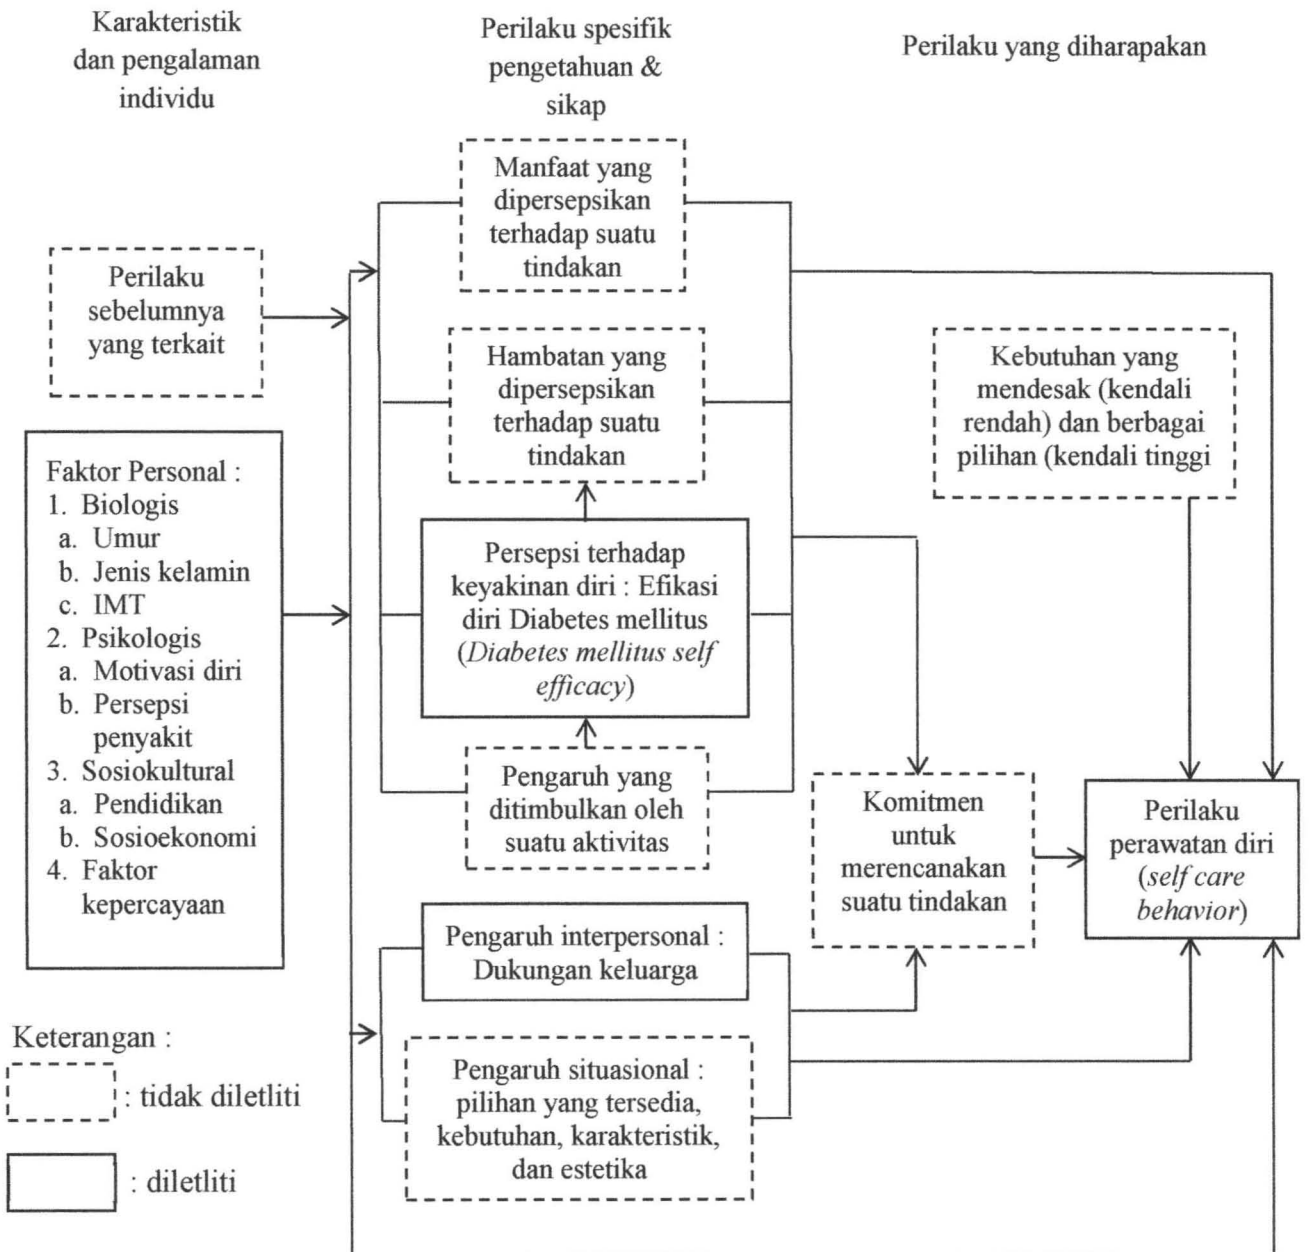 Karakteristik
dan pengalaman
individu
Perilaku spesifik
pengetahuan &
sikap
Perilaku yang diharapakan
Manfaat yang
dipersepsikan
terhadap suatu
tindakan
Perilaku
sebelumnya
yang terkait
Hambatan yang
dipersepsikan
terhadap suatu
tindakan
Kebutuhan yang
mendesak (kendali
rendah) dan berbagai
pilihan (kendali tinggi
Faktor Personal :
1. Biologis
a. Umur
b. Jenis kelamin
c. IMT
2. Psikologis
a. Motivasi diri
b. Persepsi
penyakit
3. Sosiokultural
a. Pendidikan
b. Sosioekonomi
4. Faktor
kepercayaan
Persepsi terhadap
keyakinan diri : Efikasi
diri Diabetes mellitus
(Diabetes mellitus self
efficacy)
Pengaruh yang
ditimbulkan oleh
suatu aktivitas
Komitmen
untuk
merencanakan
suatu tindakan
Perilaku
perawatan diri
(self care
behavior)
Pengaruh interpersonal :
Dukungan keluarga
Pengaruh situasional :
pilihan yang tersedia,
kebutuhan, karakteristik,
dan estetika
Keterangan :
: tidak diletliti
: diletliti